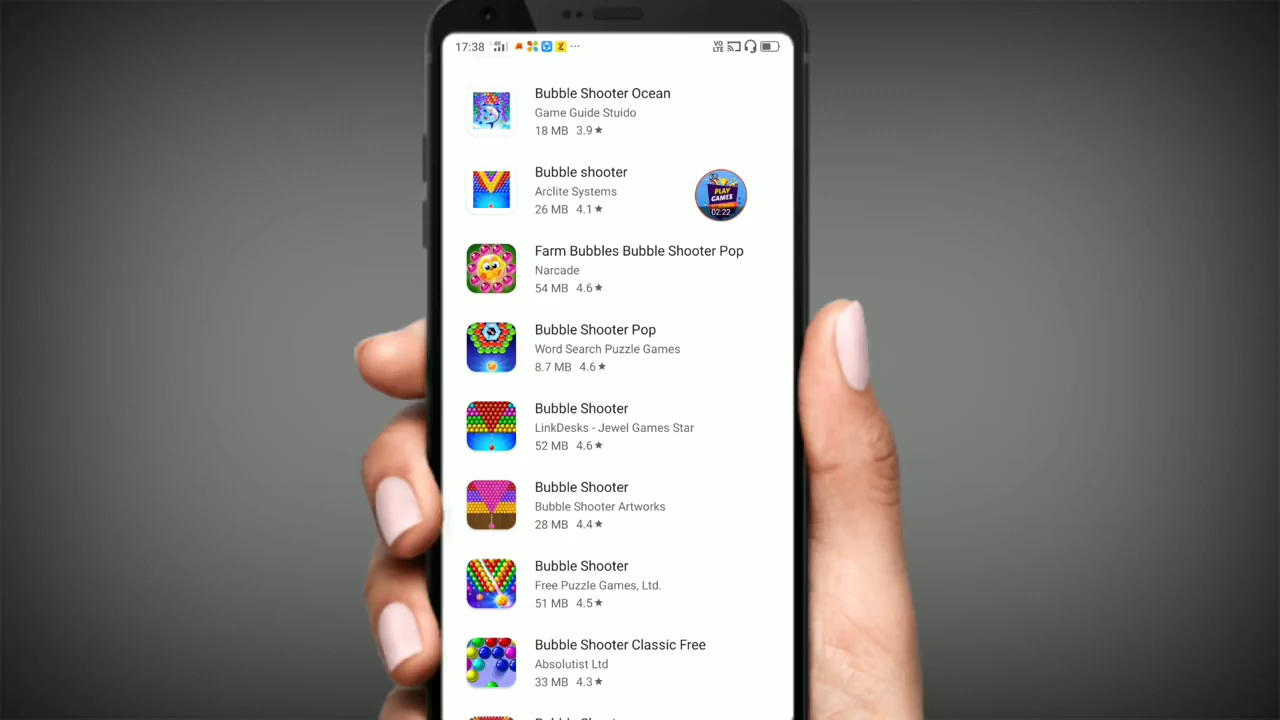 17:38
4G
Z
VO
LTE
Bubble Shooter Ocean
Game Guide Stuido
18 MB 3.9★
Bubble shooter
Arclite Systems
26 MB 4.1★
PLAY
GAMES
02:22
Farm Bubbles Bubble Shooter Pop
Narcade
54 MB 4.6★
Bubble Shooter Pop
Word Search Puzzle Games
8.7 MB 4.6★
Bubble Shooter
LinkDesks - Jewel Games Star
52 MB 4.6★
Bubble Shooter
Bubble Shooter Artworks
28 MB 4.4★
Bubble Shooter
Free Puzzle Games, Ltd.
51 MB 4.5★
Bubble Shooter Classic Free
Absolutist Ltd
33 MB 4.3★